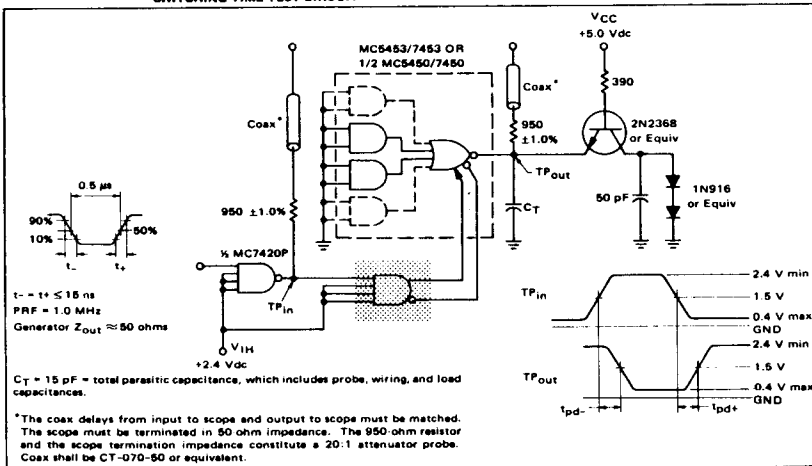 MC5453/7453 OR
1/2 MC5450/7450
VCC
+5.0 Vdc
390
Coax*
Coax*
950
±1.0%
2N2368
or Equiv
TPout
CT
50 pF
1N916
or Equiv
0.5 μs
90%
10%
50%
t-
t+
950 ±1.0%
½ MC7420P
TPin
t- = t+ ≤ 15 ns
PRF = 1.0 MHz
Generator Zout ≈ 50 ohms
VIH
+2.4 Vdc
TPin
2.4 V min
1.5 V
0.4 V max
GND
TPout
2.4 V min
1.5 V
0.4 V max
GND
tpd-
tpd+
CT = 15 pF = total parasitic capacitance, which includes probe, wiring, and load
capacitances.
*The coax delays from input to scope and output to scope must be matched.
The scope must be terminated in 50 ohm impedance. The 950-ohm resistor
and the scope termination impedance constitute a 20:1 attenuator probe.
Coax shall be CT-070-50 or equivalent.